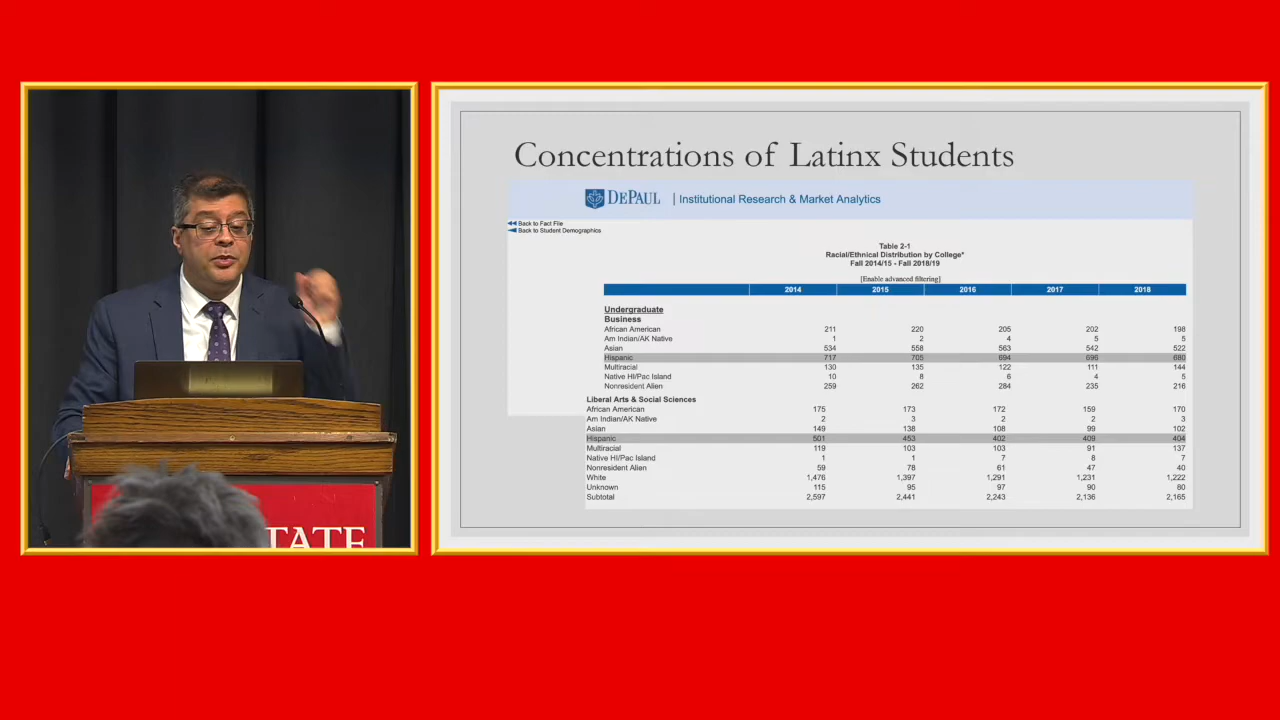 Concentrations of Latinx Students
DEPAUL | Institutional Research & Market Analytics
Back to Fact File
Back to Student Demographics
Table 2-1
Racial/Ethnical Distribution by College*
Fall 2014/15 - Fall 2018/19
[Enable advanced filtering]
2014 2015 2016 2017 2018
Undergraduate
Business
African American 211 220 205 202 198
Am Indian/AK Native 1 2 4 5 5
Asian 534 558 563 542 522
Hispanic 717 705 694 696 680
Multiracial 130 135 122 111 144
Native HI/Pac Island 10 8 6 4 5
Nonresident Alien 259 262 284 235 216
Liberal Arts & Social Sciences
African American 175 173 172 159 170
Am Indian/AK Native 2 3 2 2 3
Asian 149 138 108 99 102
Hispanic 501 453 402 409 404
Multiracial 119 103 103 91 137
Native HI/Pac Island 1 1 7 8 7
Nonresident Alien 59 78 61 47 40
White 1,476 1,397 1,291 1,231 1,222
Unknown 115 95 97 90 80
Subtotal 2,597 2,441 2,243 2,136 2,165
TATE